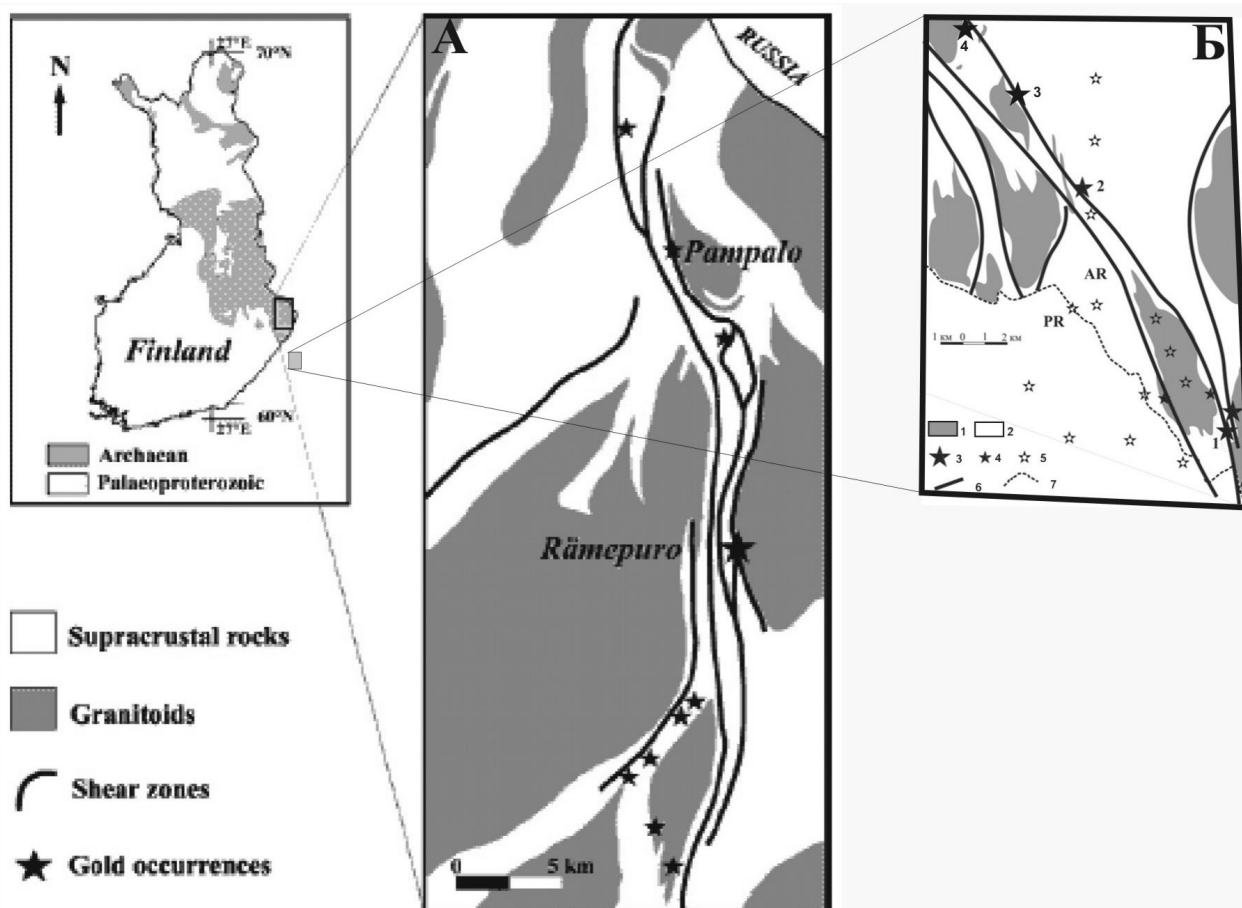 27°E
70°N
N
Finland
60°N
27°E
Archaean
Palaeoproterozoic
Supracrustal rocks
Granitoids
Shear zones
Gold occurrences
А
RUSSIA
Pampalo
Rämepuro
0 5 km
Б
4
3
2
AR
PR
1 км 0 1 2 км
1
1 2
3 4 5
6 7